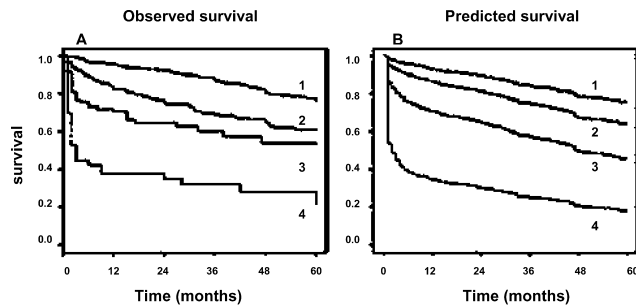 Observed survival
Predicted survival
A
B
survival
1.0
0.8
0.6
0.4
0.2
0.0
1
2
3
4
0 12 24 36 48 60
Time (months)
1.0
0.8
0.6
0.4
0.2
0.0
1
2
3
4
0 12 24 36 48 60
Time (months)